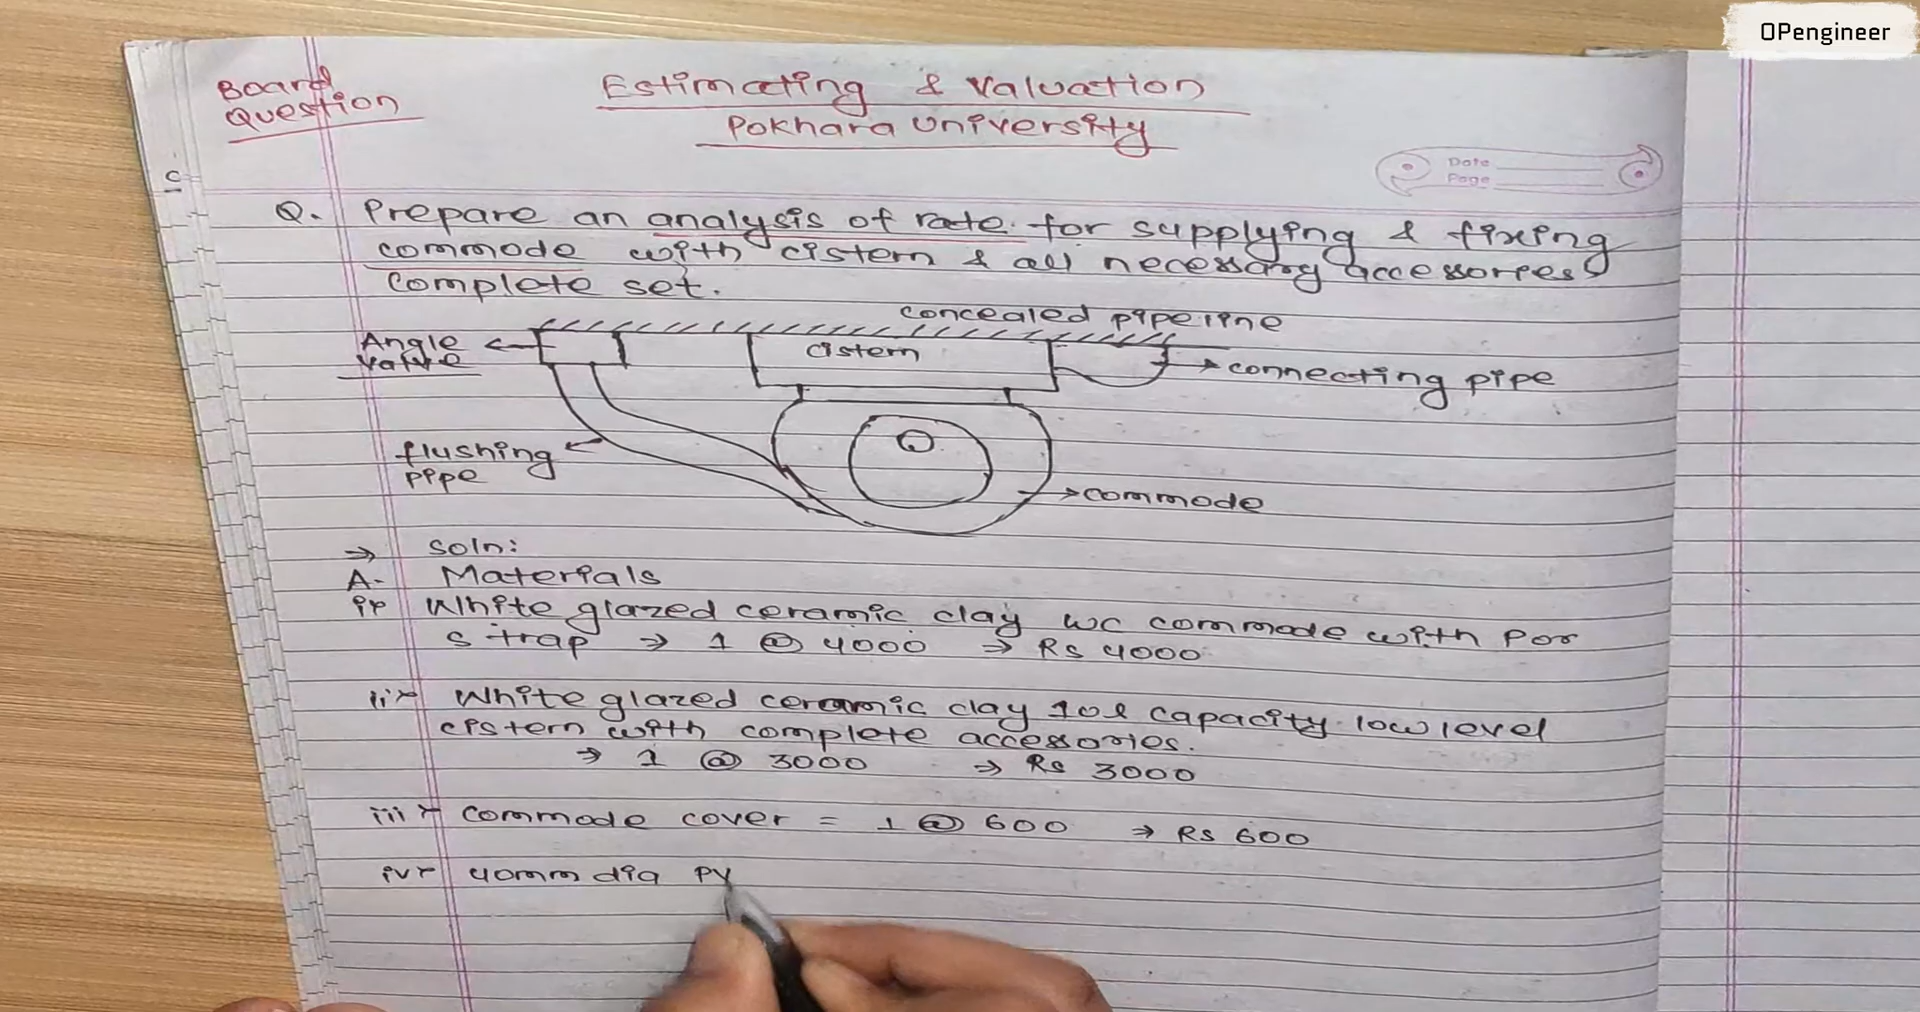 OPengineer
Board
Question
Estimating & Valuation
Pokhara University
Date
Page
C
Q. Prepare an analysis of rate for supplying & fixing
commode with cistern & all necessary accessories
complete set.
concealed pipeline
Angle
valve
cistern
connecting pipe
flushing
pipe
commode
⇒ Soln:
A. Materials
i> White glazed ceramic clay wc commode with P or
s trap ⇒ 1 @ 4000 ⇒ Rs 4000
ii> White glazed ceramic clay 10l capacity low level
cistern with complete accessories.
⇒ 1 @ 3000 ⇒ Rs 3000
iii> commode cover = 1 @ 600 ⇒ Rs 600
iv> 40mm dia PV